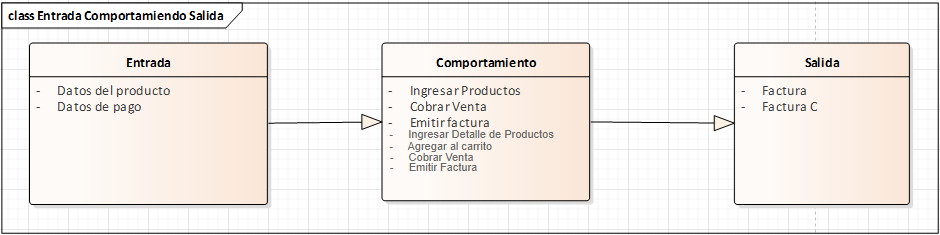 class Entrada Comportamiendo Salida
Entrada
- Datos del producto
- Datos de pago
Comportamiento
- Ingresar Productos
- Cobrar Venta
- Emitir factura
- Ingresar Detalle de Productos
- Agregar al carrito
- Cobrar Venta
- Emitir Factura
Salida
- Factura
- Factura C